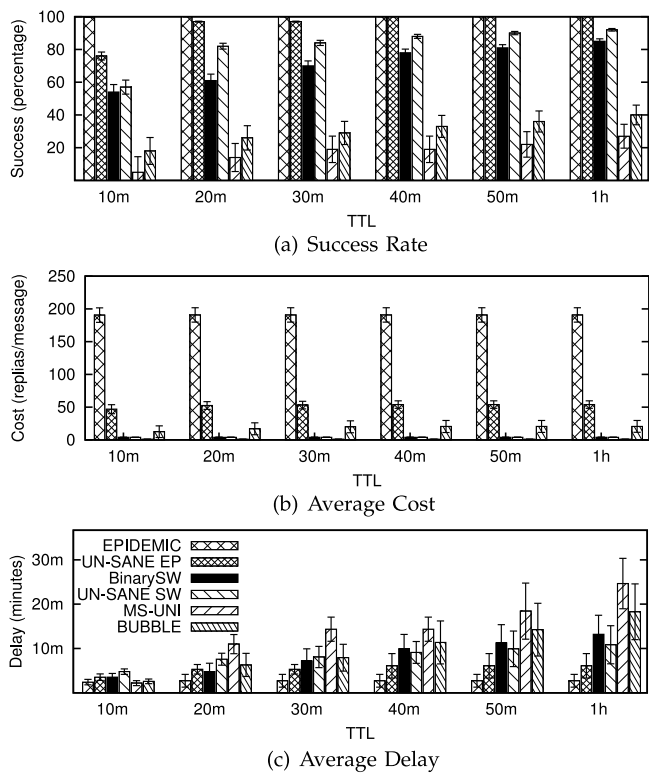 100
80
60
40
20
Success (percentage)
10m 20m 30m 40m 50m 1h
TTL
(a) Success Rate
250
200
150
100
50
0
Cost (replias/message)
10m 20m 30m 40m 50m 1h
TTL
(b) Average Cost
30m
20m
10m
Delay (minutes)
EPIDEMIC
UN-SANE EP
BinarySW
UN-SANE SW
MS-UNI
BUBBLE
10m 20m 30m 40m 50m 1h
TTL
(c) Average Delay